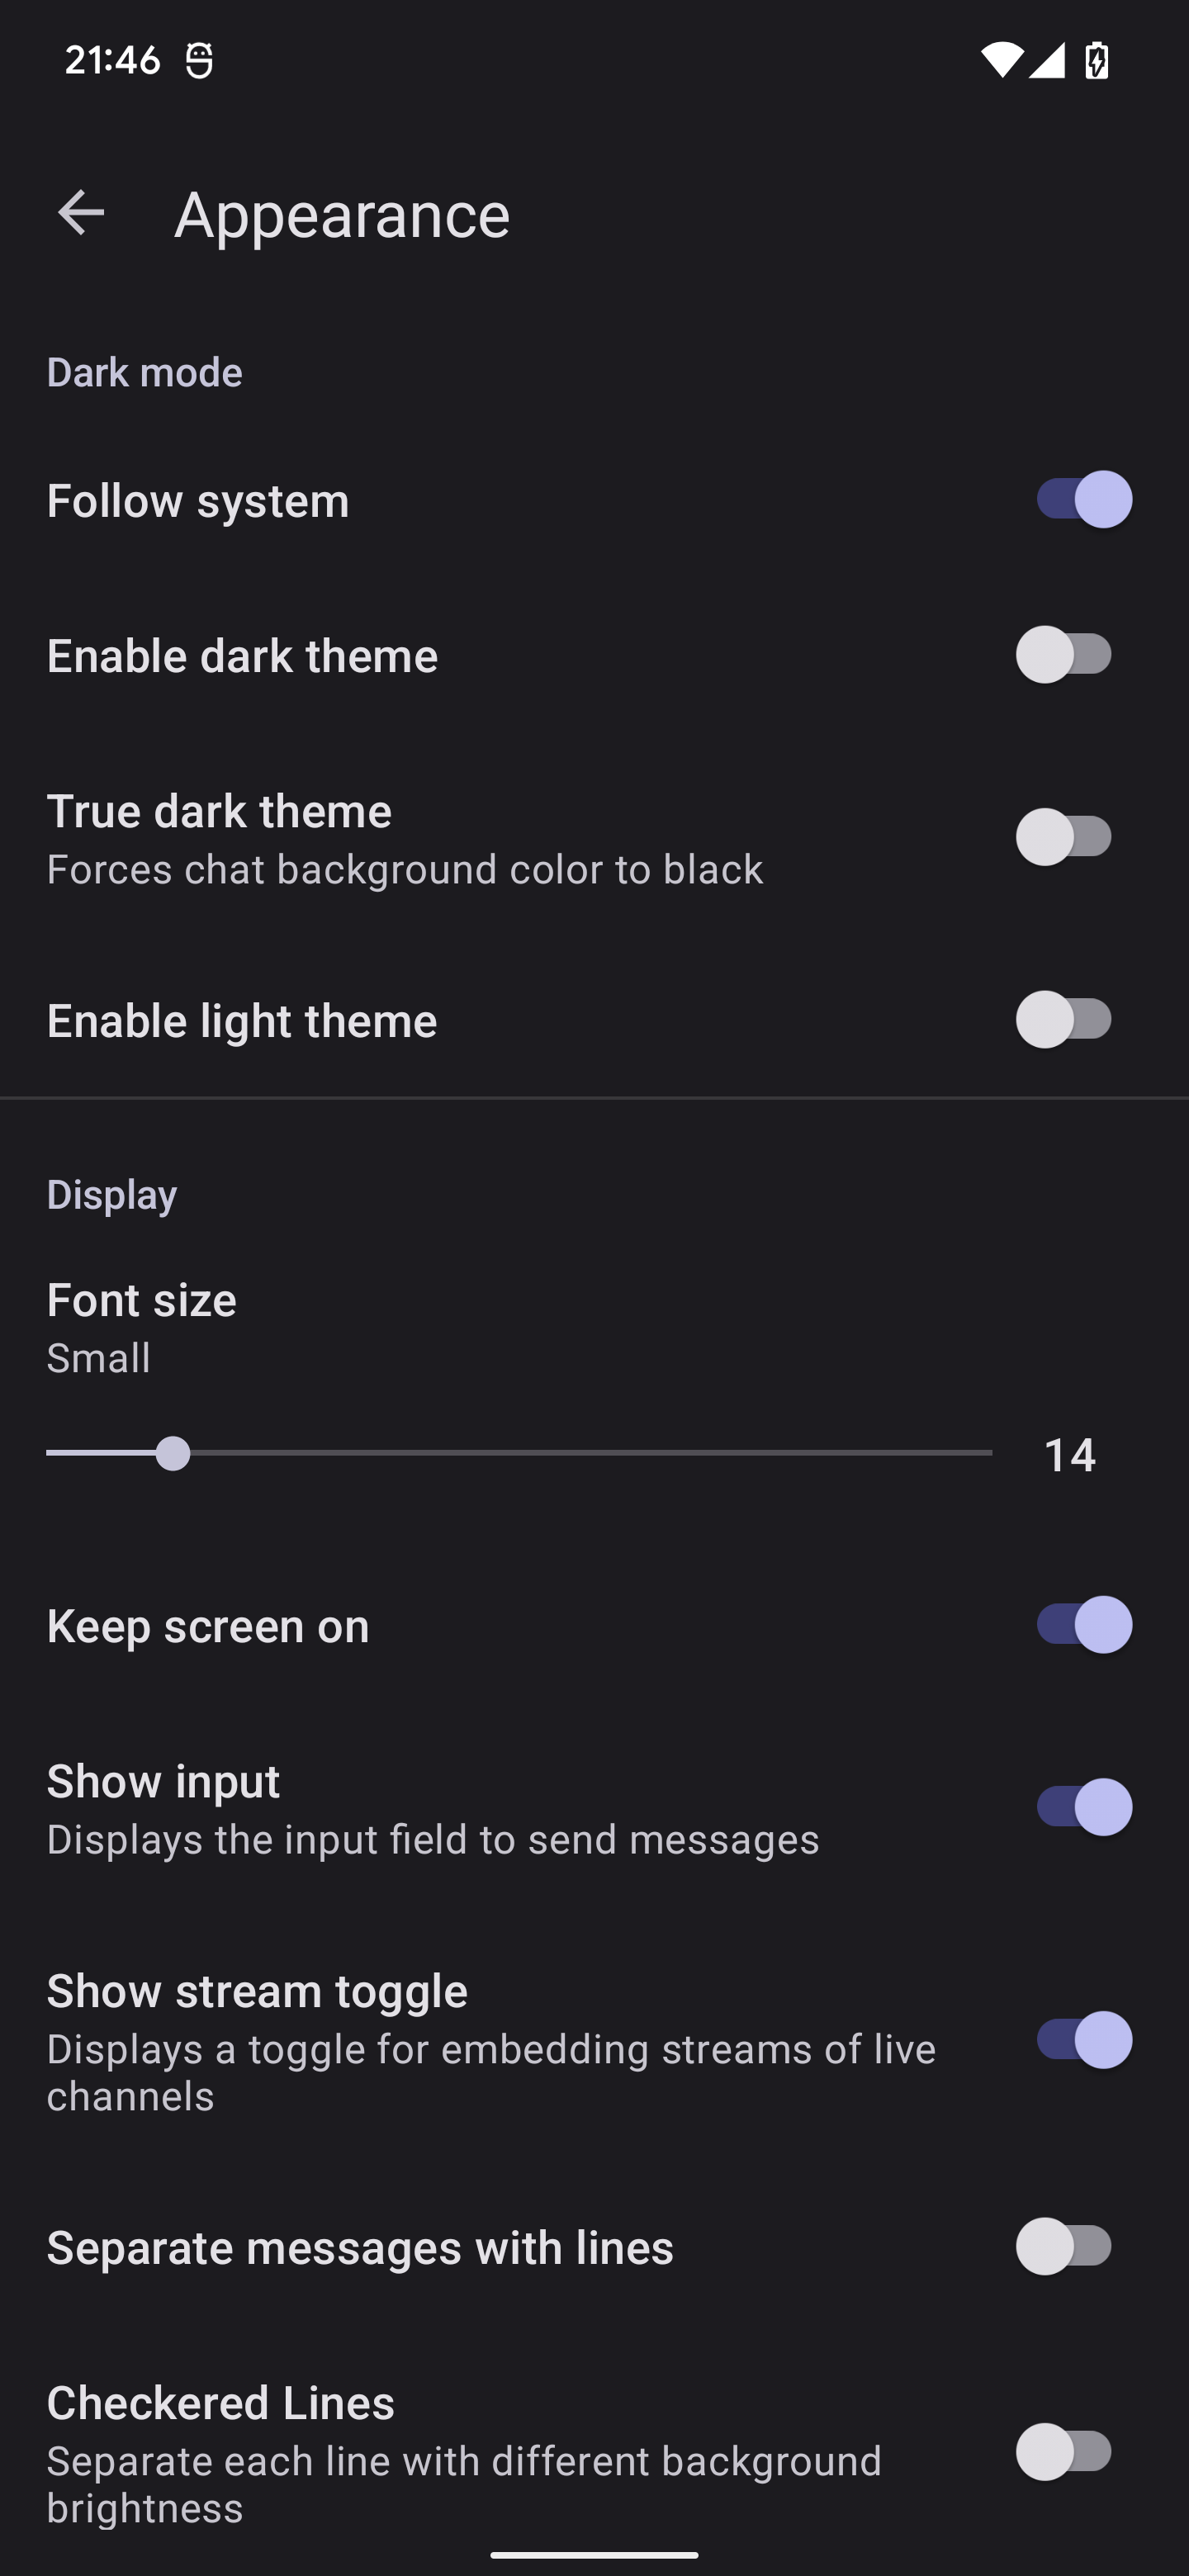 21:46
Appearance
Dark mode
Follow system
Enable dark theme
True dark theme
Forces chat background color to black
Enable light theme
Display
Font size
Small
14
Keep screen on
Show input
Displays the input field to send messages
Show stream toggle
Displays a toggle for embedding streams of live
channels
Separate messages with lines
Checkered Lines
Separate each line with different background
brightness